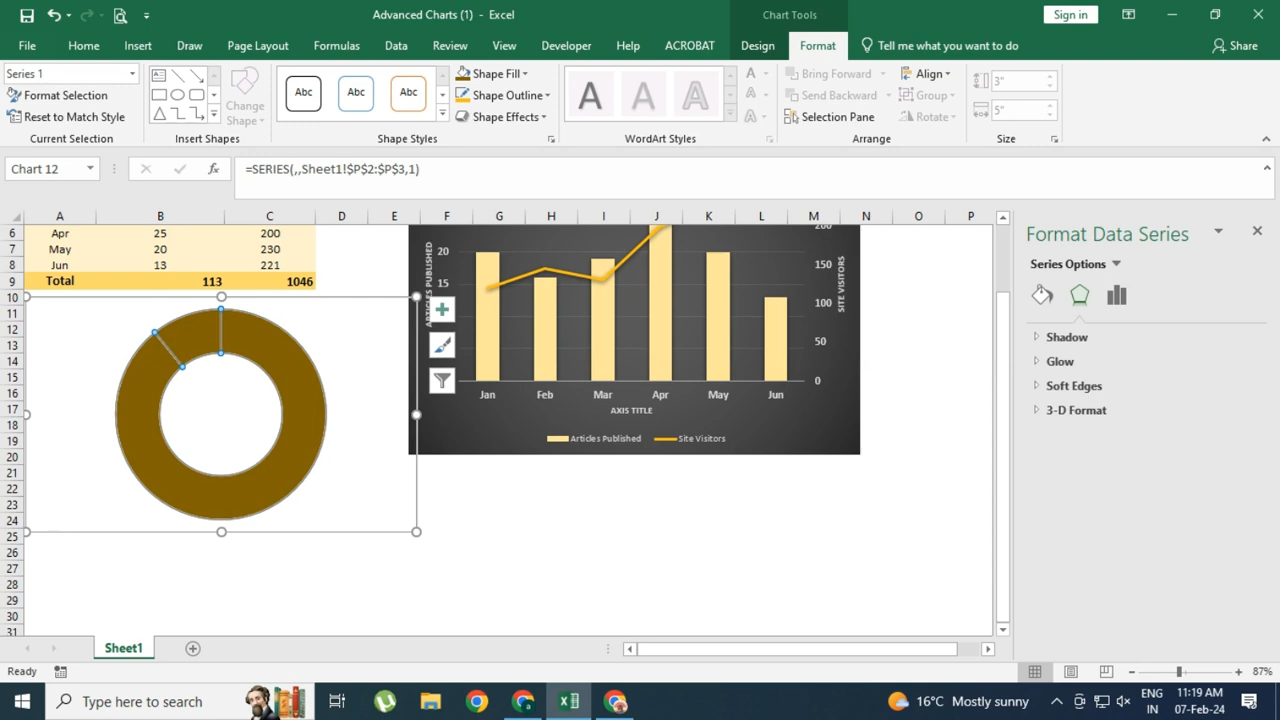 Advanced Charts (1) - Excel
Chart Tools
Sign in
File Home Insert Draw Page Layout Formulas Data Review View Developer Help ACROBAT Design Format Tell me what you want to do Share
Series 1
Format Selection
Reset to Match Style
Current Selection
Change
Shape
Insert Shapes
Abc Abc Abc
Shape Fill
Shape Outline
Shape Effects
Shape Styles
A A A
A
A
A
WordArt Styles
Bring Forward
Send Backward
Selection Pane
Align
Group
Rotate
Arrange
3"
5"
Size
Chart 12
fx
=SERIES(,,Sheet1!$P$2:$P$3,1)
A B C D E F G H I J K L M N O P
6 Apr 25 200
7 May 20 230
8 Jun 13 221
9 Total 113 1046
10
11
12
13
14
15
16
17
18
19
20
21
22
23
24
25
26
27
28
29
30
31
ARTICLES PUBLISHED
20
15
200
150
100
50
0
SITE VISITORS
Jan Feb Mar Apr May Jun
AXIS TITLE
Articles Published Site Visitors
Format Data Series
Series Options
Shadow
Glow
Soft Edges
3-D Format
Sheet1
Ready
87%
Type here to search
16°C Mostly sunny
ENG
IN
11:19 AM
07-Feb-24